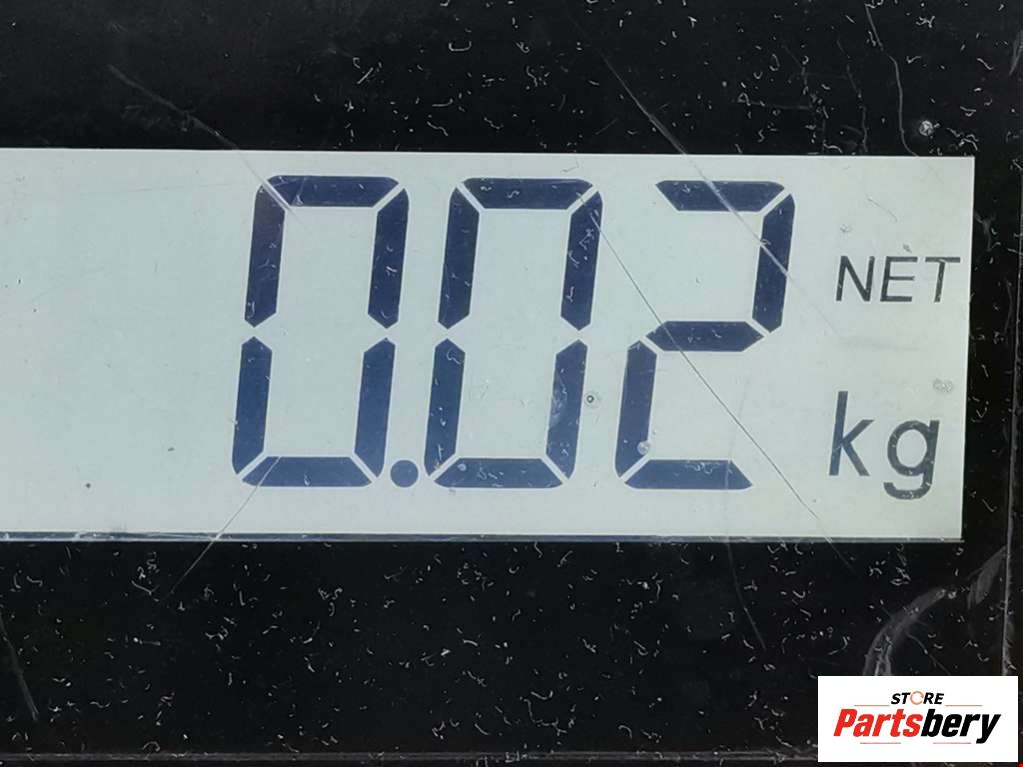 0.02 NET
kg
STORE
Partsbery